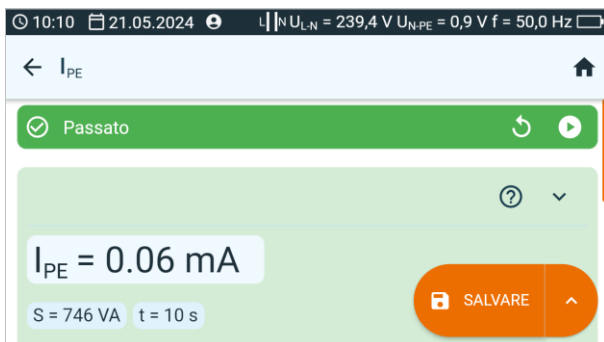 10:10 21.05.2024 L N U L-N = 239,4 V U N-PE = 0,9 V f = 50,0 Hz
I PE
Passato
I PE = 0.06 mA
S = 746 VA t = 10 s
SALVARE